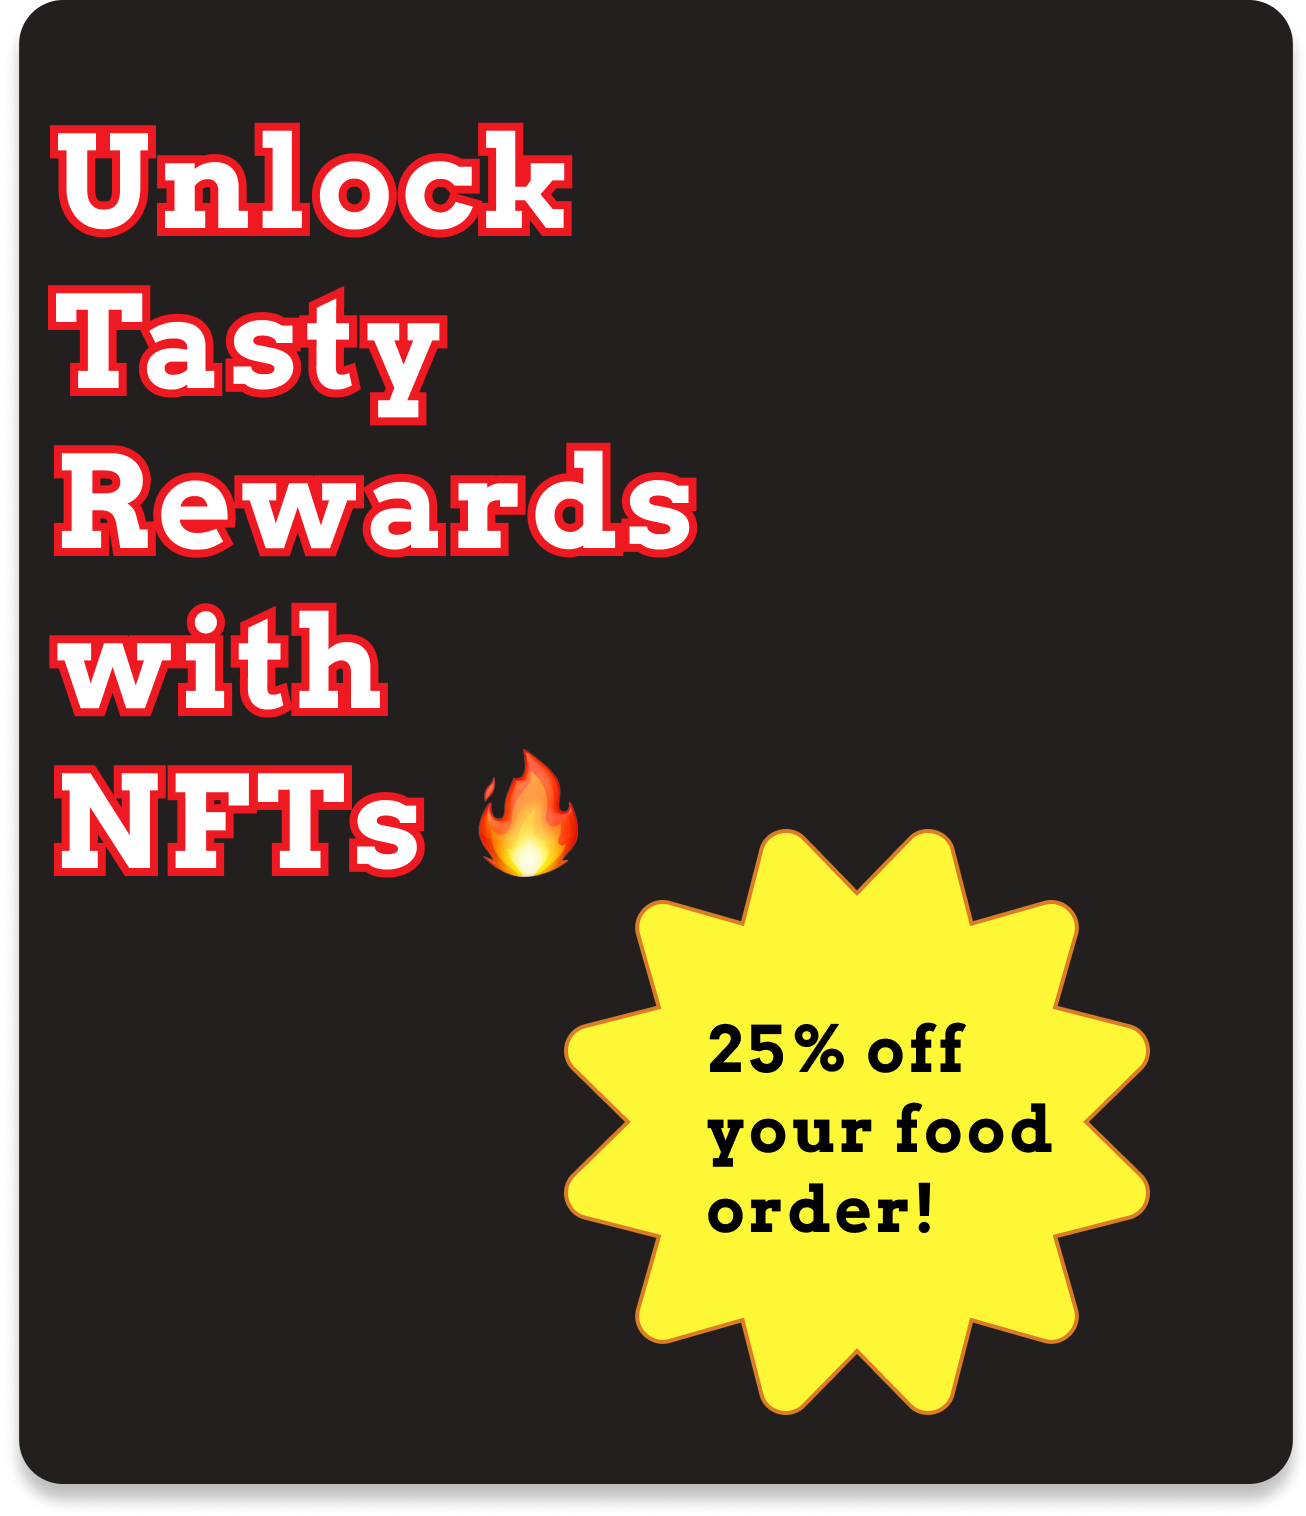 Unlock
Tasty
Rewards
with
NFTs 🔥
25% off
your food
order!